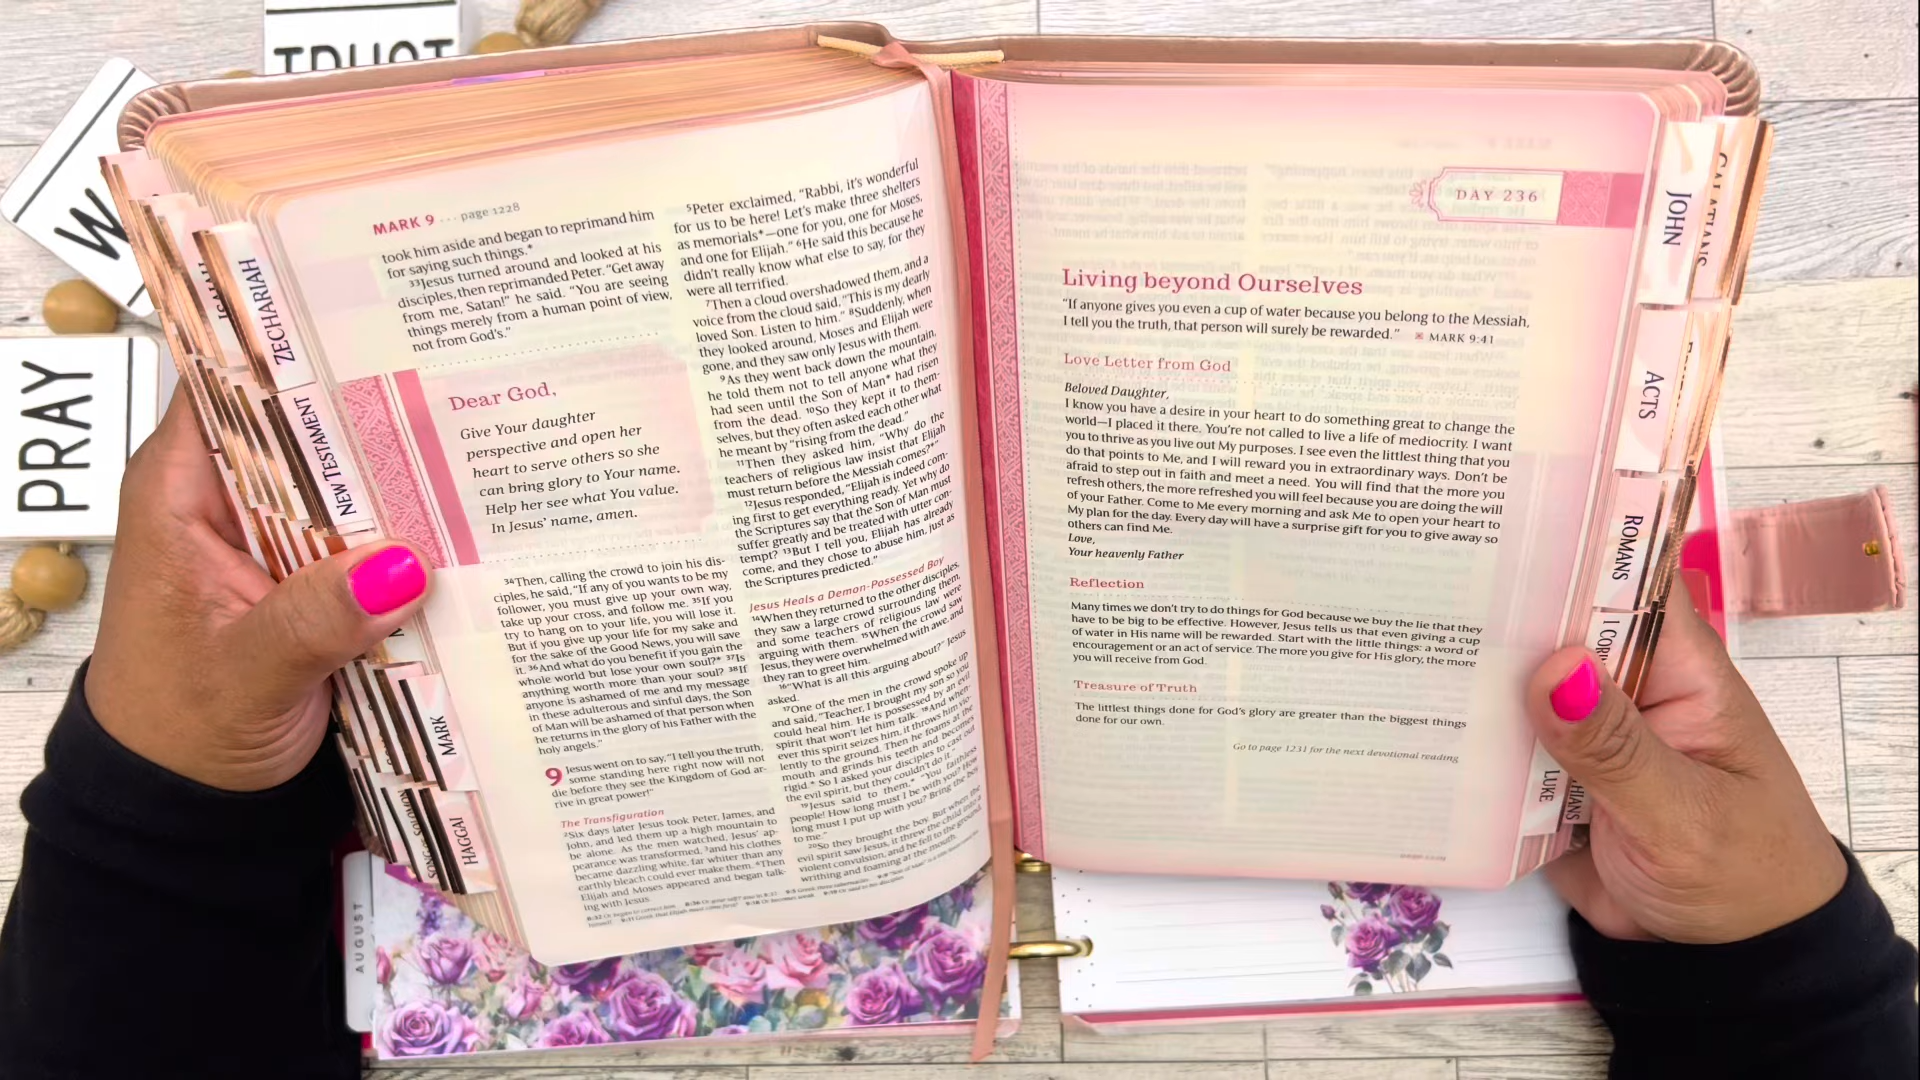 TRUST
W
PRAY
ZECHARIAH
NEW TESTAMENT
MARK
HAGGAI
AUGUST
MARK 9 ... page 1228
took him aside and began to reprimand him
for saying such things.*
33Jesus turned around and looked at his
disciples, then reprimanded Peter. “Get away
from me, Satan!” he said. “You are seeing
things merely from a human point of view,
not from God's.”
Dear God,
Give Your daughter
perspective and open her
heart to serve others so she
can bring glory to Your name.
Help her see what You value.
In Jesus' name, amen.
34Then, calling the crowd to join his dis-
ciples, he said, “If any of you wants to be my
follower, you must give up your own way,
take up your cross, and follow me. 35If you
try to hang on to your life, you will lose it.
But if you give up your life for my sake and
for the sake of the Good News, you will save
it. 36And what do you benefit if you gain the
whole world but lose your own soul?* 37Is
anything worth more than your soul? 38If
anyone is ashamed of me and my message
in these adulterous and sinful days, the Son
of Man will be ashamed of that person when
he returns in the glory of his Father with the
holy angels.”
9 Jesus went on to say, “I tell you the truth,
some standing here right now will not
die before they see the Kingdom of God ar-
rive in great power!”
The Transfiguration
2Six days later Jesus took Peter, James, and
John, and led them up a high mountain to
be alone. As the men watched, Jesus' ap-
pearance was transformed, 3and his clothes
became dazzling white, far whiter than any
earthly bleach could ever make them. 4Then
Elijah and Moses appeared and began talk-
ing with Jesus.
5Peter exclaimed, “Rabbi, it's wonderful
for us to be here! Let's make three shelters
as memorials*—one for you, one for Moses,
and one for Elijah.” 6He said this because he
didn't really know what else to say, for they
were all terrified.
7Then a cloud overshadowed them, and a
voice from the cloud said, “This is my dearly
loved Son. Listen to him.” 8Suddenly, when
they looked around, Moses and Elijah were
gone, and they saw only Jesus with them.
9As they went back down the mountain,
he told them not to tell anyone what they
had seen until the Son of Man* had risen
from the dead. 10So they kept it to them-
selves, but they often asked each other what
he meant by “rising from the dead.”
11Then they asked him, “Why do the
teachers of religious law insist that Elijah
must return before the Messiah comes?*”
12Jesus responded, “Elijah is indeed com-
ing first to get everything ready. Yet why do
the Scriptures say that the Son of Man must
suffer greatly and be treated with utter con-
tempt? 13But I tell you, Elijah has already
come, and they chose to abuse him, just as
the Scriptures predicted.”
Jesus Heals a Demon-Possessed Boy
14When they returned to the other disciples,
they saw a large crowd surrounding them,
and some teachers of religious law were
arguing with them. 15When the crowd saw
Jesus, they were overwhelmed with awe, and
they ran to greet him.
16“What is all this arguing about?” Jesus
asked.
17One of the men in the crowd spoke up
and said, “Teacher, I brought my son so you
could heal him. He is possessed by an evil
spirit that won't let him talk. 18And when-
ever this spirit seizes him, it throws him vio-
lently to the ground. Then he foams at the
mouth and grinds his teeth and becomes
rigid.* So I asked your disciples to cast out
the evil spirit, but they couldn't do it.”
19Jesus said to them,* “You faithless
people! How long must I be with you? How
long must I put up with you? Bring the boy
to me.”
20So they brought the boy. But when the
evil spirit saw Jesus, it threw the child into a
violent convulsion, and he fell to the ground,
writhing and foaming at the mouth.
DAY 236
Living beyond Ourselves
“If anyone gives you even a cup of water because you belong to the Messiah,
I tell you the truth, that person will surely be rewarded.” MARK 9:41
Love Letter from God
Beloved Daughter,
I know you have a desire in your heart to do something great to change the
world—I placed it there. You're not called to live a life of mediocrity. I want
you to thrive as you live out My purposes. I see even the littlest thing that you
do that points to Me, and I will reward you in extraordinary ways. Don't be
afraid to step out in faith and meet a need. You will find that the more you
refresh others, the more refreshed you will feel because you are doing the will
of your Father. Come to Me every morning and ask Me to open your heart to
My plan for the day. Every day will have a surprise gift for you to give away so
others can find Me.
Love,
Your heavenly Father
Reflection
Many times we don't try to do things for God because we buy the lie that they
have to be big to be effective. However, Jesus tells us that even giving a cup
of water in His name will be rewarded. Start with the little things: a word of
encouragement or an act of service. The more you give for His glory, the more
you will receive from God.
Treasure of Truth
The littlest things done for God's glory are greater than the biggest things
done for our own.
Go to page 1231 for the next devotional reading
JOHN
GALATIANS
ACTS
ROMANS
I COR
LUKE